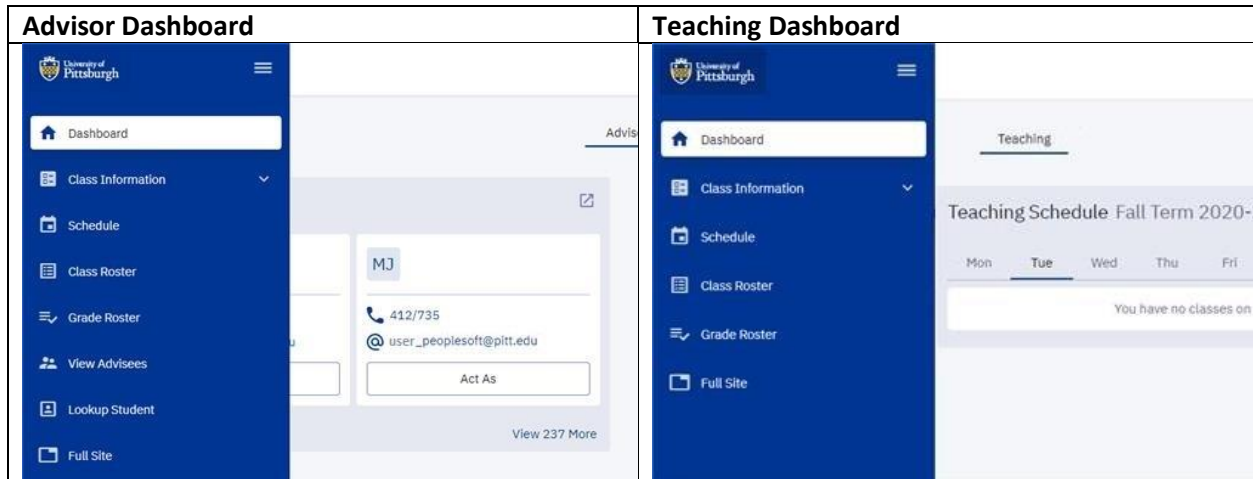 Advisor Dashboard
University of
Pittsburgh
Dashboard
Class Information
Schedule
Class Roster
Grade Roster
View Advisees
Lookup Student
Full Site
Advis
MJ
412/735
u
user_peoplesoft@pitt.edu
Act As
View 237 More
Teaching Dashboard
University of
Pittsburgh
Dashboard
Class Information
Schedule
Class Roster
Grade Roster
Full Site
Teaching
Teaching Schedule Fall Term 2020-
Mon Tue Wed Thu Fri
You have no classes on